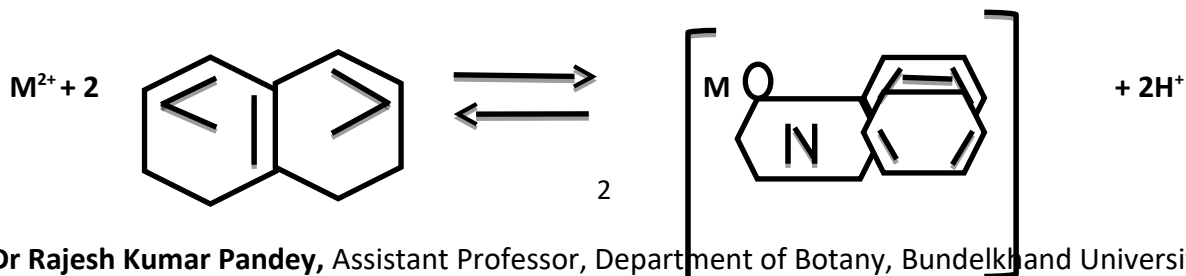 M²⁺ + 2 M O + 2H⁺
N
2
Dr Rajesh Kumar Pandey, Assistant Professor, Department of Botany, Bundelkhand Universi